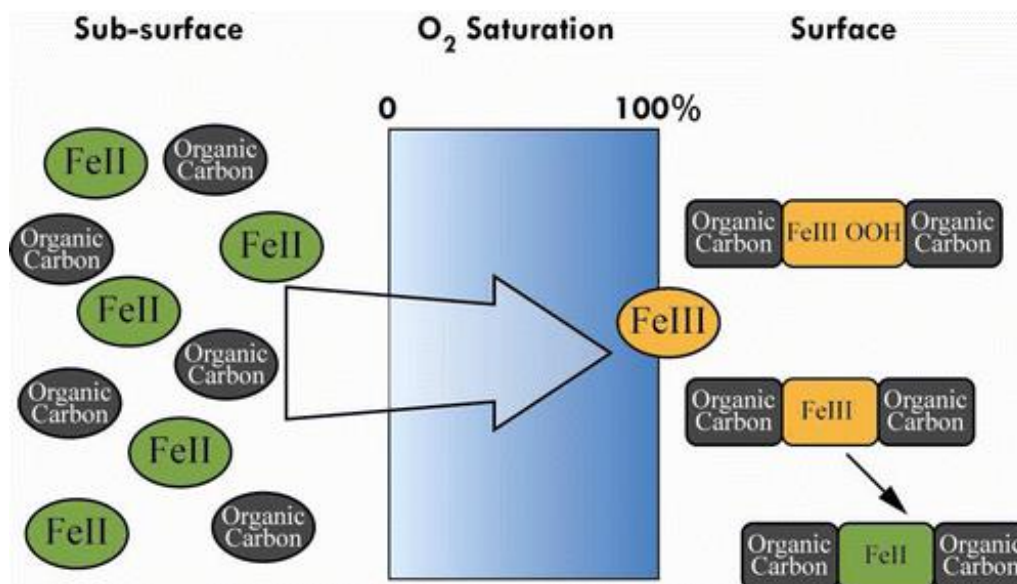 Sub-surface
O₂ Saturation
Surface
0
100%
FeII
Organic
Carbon
Organic
Carbon
FeII
FeII
Organic
Carbon
Organic
Carbon
FeII
FeII
Organic
Carbon
FeIII
Organic
Carbon
FeIII OOH
Organic
Carbon
Organic
Carbon
FeIII
Organic
Carbon
Organic
Carbon
FeII
Organic
Carbon